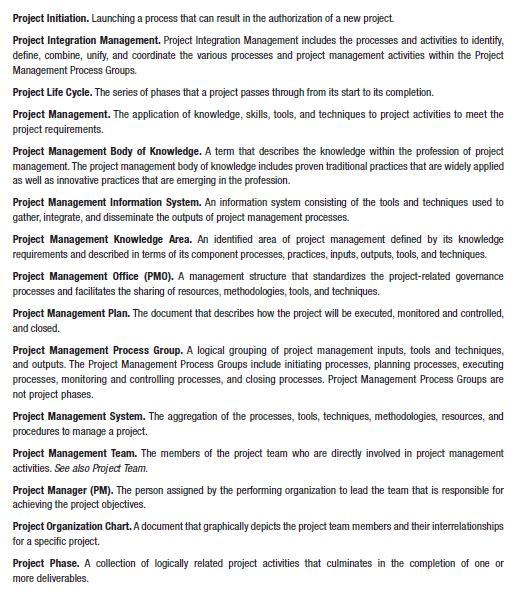 Project Initiation. Launching a process that can result in the authorization of a new project.
Project Integration Management. Project Integration Management includes the processes and activities to identify,
define, combine, unify, and coordinate the various processes and project management activities within the Project
Management Process Groups.
Project Life Cycle. The series of phases that a project passes through from its start to its completion.
Project Management. The application of knowledge, skills, tools, and techniques to project activities to meet the
project requirements.
Project Management Body of Knowledge. A term that describes the knowledge within the profession of project
management. The project management body of knowledge includes proven traditional practices that are widely applied
as well as innovative practices that are emerging in the profession.
Project Management Information System. An information system consisting of the tools and techniques used to
gather, integrate, and disseminate the outputs of project management processes.
Project Management Knowledge Area. An identified area of project management defined by its knowledge
requirements and described in terms of its component processes, practices, inputs, outputs, tools, and techniques.
Project Management Office (PMO). A management structure that standardizes the project-related governance
processes and facilitates the sharing of resources, methodologies, tools, and techniques.
Project Management Plan. The document that describes how the project will be executed, monitored and controlled,
and closed.
Project Management Process Group. A logical grouping of project management inputs, tools and techniques,
and outputs. The Project Management Process Groups include initiating processes, planning processes, executing
processes, monitoring and controlling processes, and closing processes. Project Management Process Groups are
not project phases.
Project Management System. The aggregation of the processes, tools, techniques, methodologies, resources, and
procedures to manage a project.
Project Management Team. The members of the project team who are directly involved in project management
activities. See also Project Team.
Project Manager (PM). The person assigned by the performing organization to lead the team that is responsible for
achieving the project objectives.
Project Organization Chart. A document that graphically depicts the project team members and their interrelationships
for a specific project.
Project Phase. A collection of logically related project activities that culminates in the completion of one or
more deliverables.